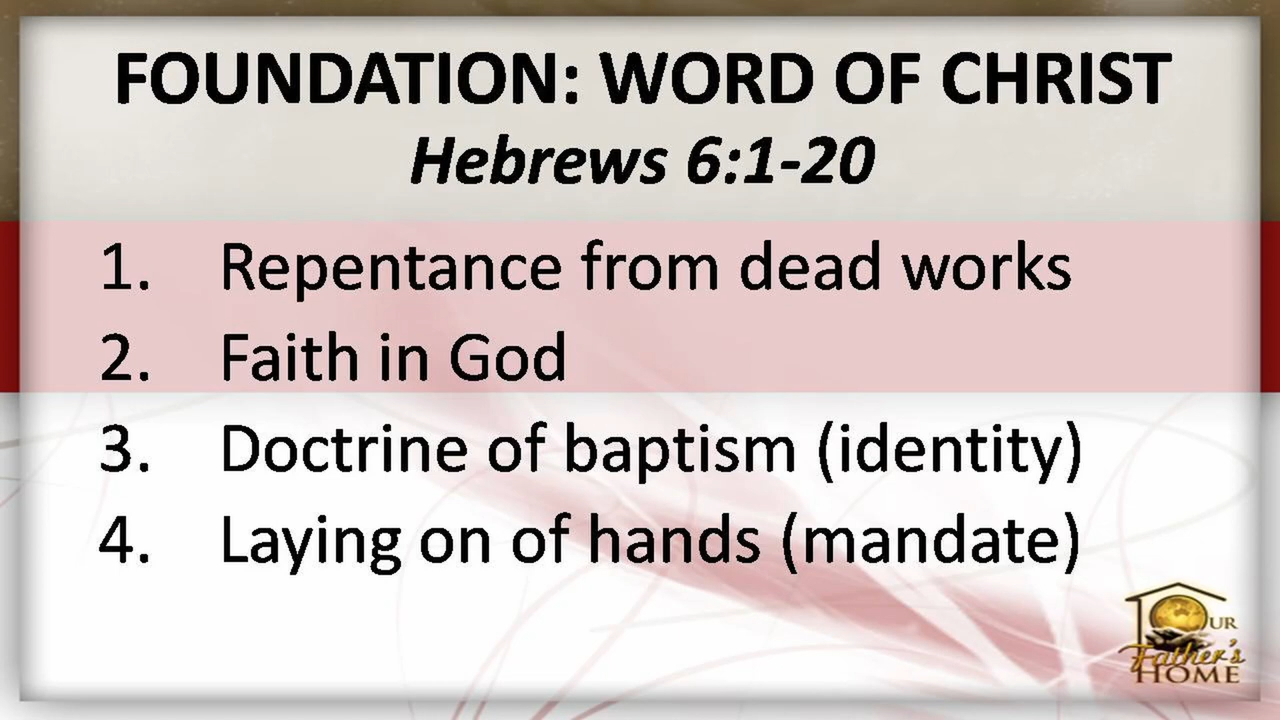 FOUNDATION: WORD OF CHRIST
Hebrews 6:1-20
1. Repentance from dead works
2. Faith in God
3. Doctrine of baptism (identity)
4. Laying on of hands (mandate)
OUR
Father's
HOME